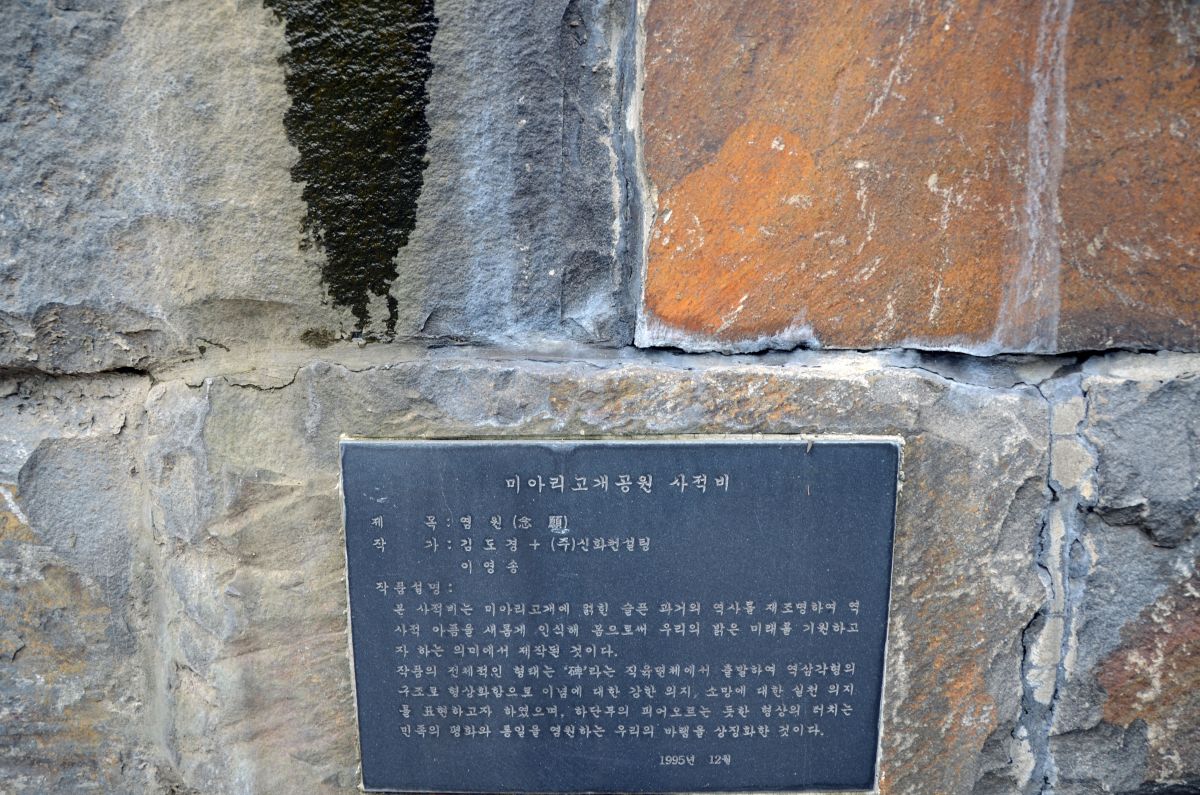 미아리고개공원 사적비
제 목 : 염 원 (念 願)
작 가 : 김 도 경 + (주)신화컨설팅
이 영 송
작품설명 :
본 사적비는 미아리고개에 얽힌 슬픈 과거의 역사를 재조명하여 역
사적 아픔을 새롭게 인식해 봄으로써 우리의 밝은 미래를 기원하고
자 하는 의미에서 제작된 것이다.
작품의 전체적인 형태는 '碑'라는 직육면체에서 출발하여 역삼각형의
구조로 형상화함으로 이념에 대한 강한 의지, 소망에 대한 실천 의지
를 표현하고자 하였으며, 하단부의 피어오르는 듯한 형상의 터치는
민족의 평화와 통일을 염원하는 우리의 바램을 상징화한 것이다.
1995년 12월